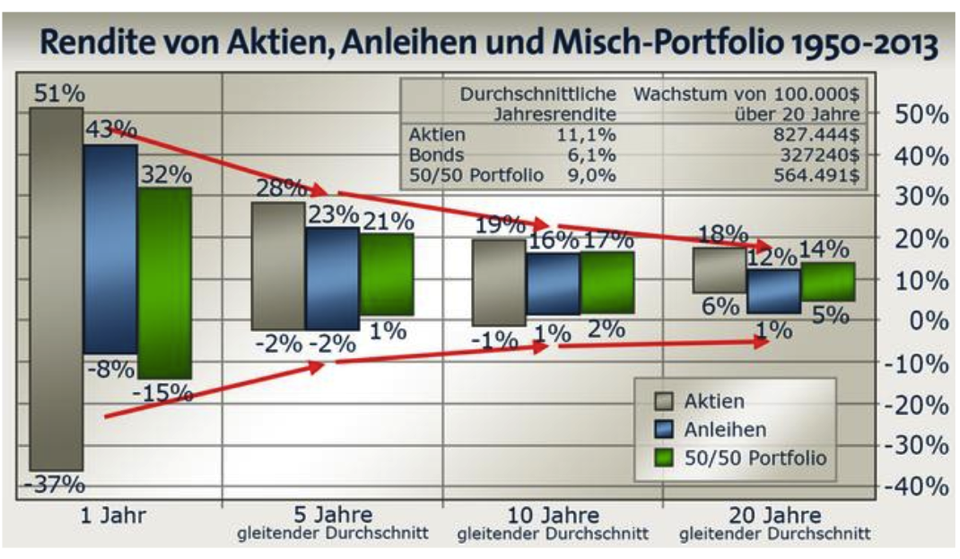 Rendite von Aktien, Anleihen und Misch-Portfolio 1950-2013
Durchschnittliche Wachstum von 100.000$
Jahresrendite über 20 Jahre
Aktien 11,1% 827.444$
Bonds 6,1% 327240$
50/50 Portfolio 9,0% 564.491$
51%
43%
32%
-8%
-15%
-37%
28%
23%
21%
-2%
-2%
1%
19%
16%
17%
-1%
1%
2%
18%
12%
14%
6%
1%
5%
50%
40%
30%
20%
10%
0%
-10%
-20%
-30%
-40%
Aktien
Anleihen
50/50 Portfolio
1 Jahr
5 Jahre
gleitender Durchschnitt
10 Jahre
gleitender Durchschnitt
20 Jahre
gleitender Durchschnitt